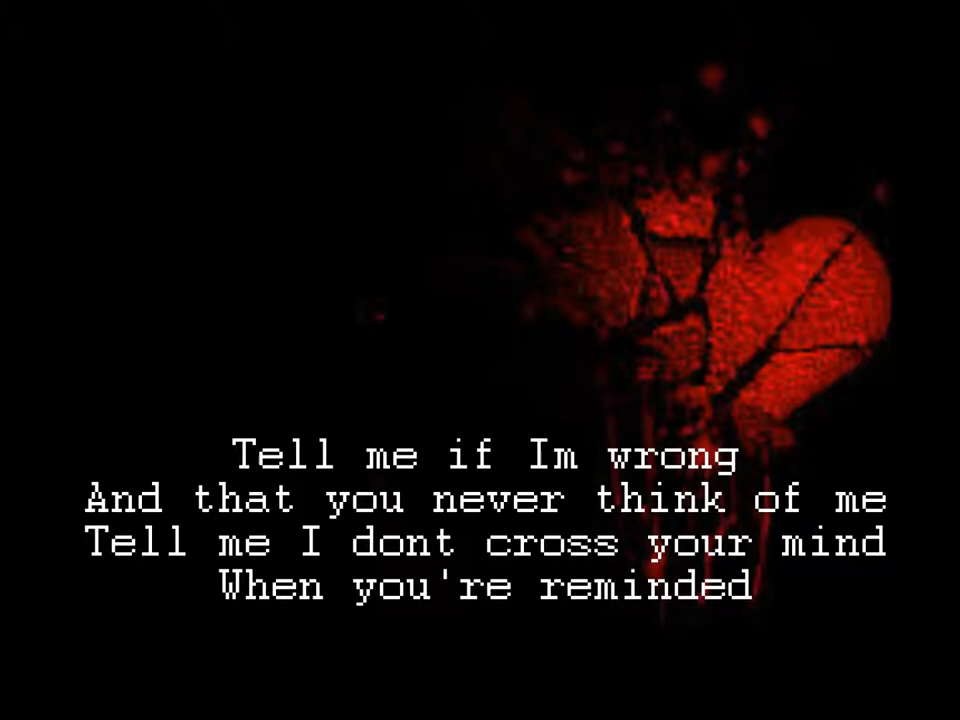 Tell me if Im wrong
And that you never think of me
Tell me I dont cross your mind
When you're reminded